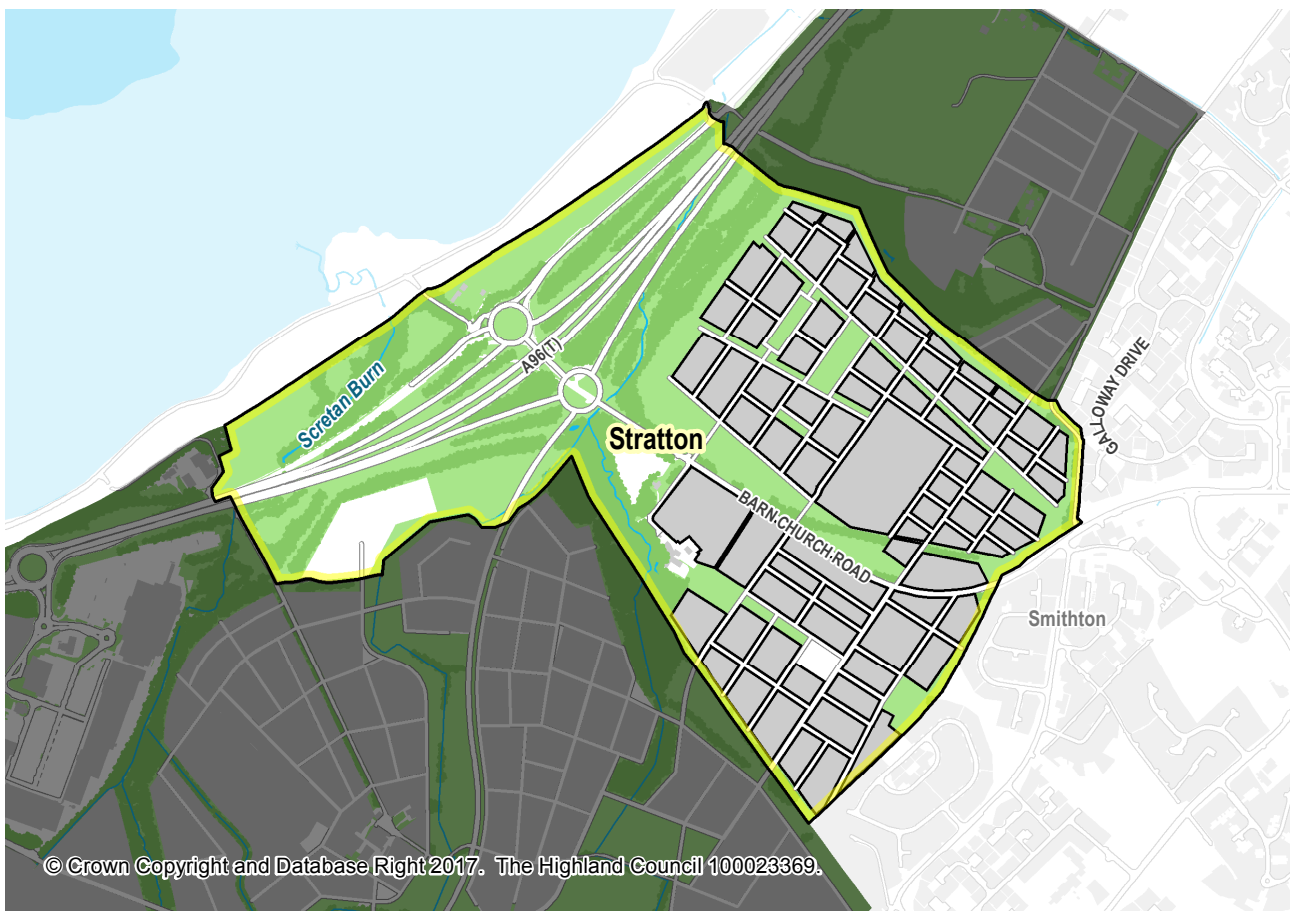 GALLOWAY DRIVE
A96(T)
Scretan Burn
Stratton
BARN CHURCH ROAD
Smithton
© Crown Copyright and Database Right 2017. The Highland Council 100023369.